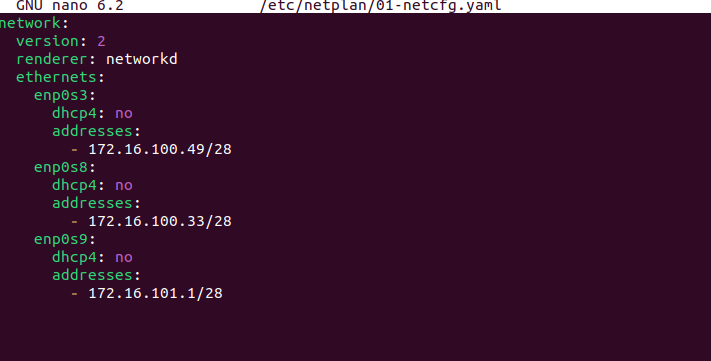 GNU nano 6.2 /etc/netplan/01-netcfg.yaml
network:
  version: 2
  renderer: networkd
  ethernets:
    enp0s3:
      dhcp4: no
      addresses:
        - 172.16.100.49/28
    enp0s8:
      dhcp4: no
      addresses:
        - 172.16.100.33/28
    enp0s9:
      dhcp4: no
      addresses:
        - 172.16.101.1/28